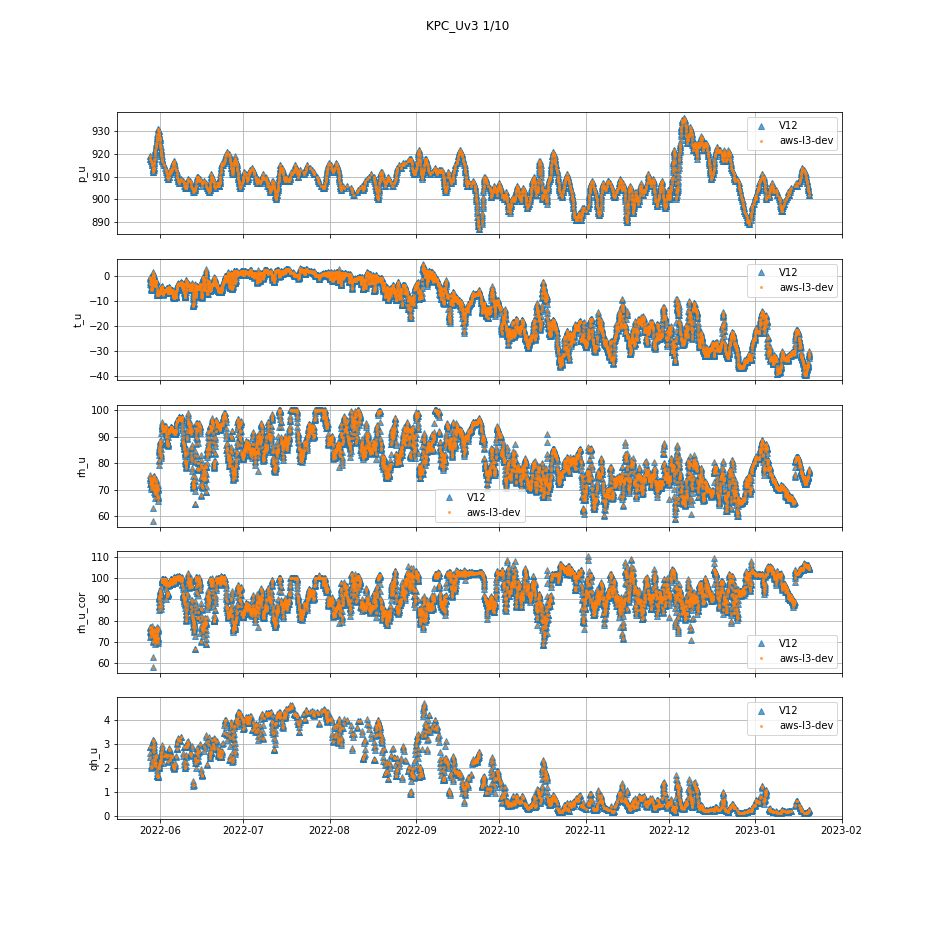 KPC_Uv3 1/10
930
920
910
900
890
p_u
V12
aws-l3-dev
0
−10
−20
−30
−40
t_u
V12
aws-l3-dev
100
90
80
70
60
rh_u
V12
aws-l3-dev
110
100
90
80
70
60
rh_u_cor
V12
aws-l3-dev
4
3
2
1
0
qh_u
V12
aws-l3-dev
2022-06
2022-07
2022-08
2022-09
2022-10
2022-11
2022-12
2023-01
2023-02